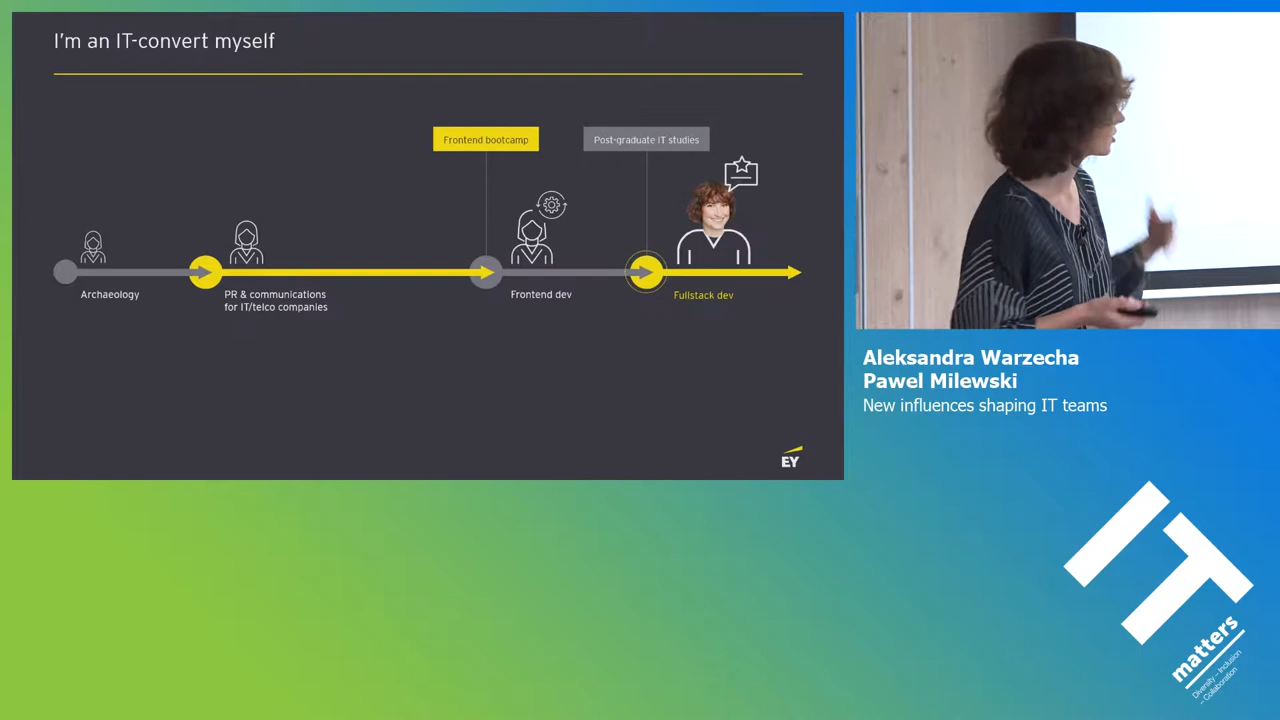 I'm an IT-convert myself
Frontend bootcamp
Post-graduate IT studies
Archaeology
PR & communications
for IT/telco companies
Frontend dev
Fullstack dev
EY
Aleksandra Warzecha
Pawel Milewski
New influences shaping IT teams
IT
matters
Diversity – Inclusion
– Collaboration